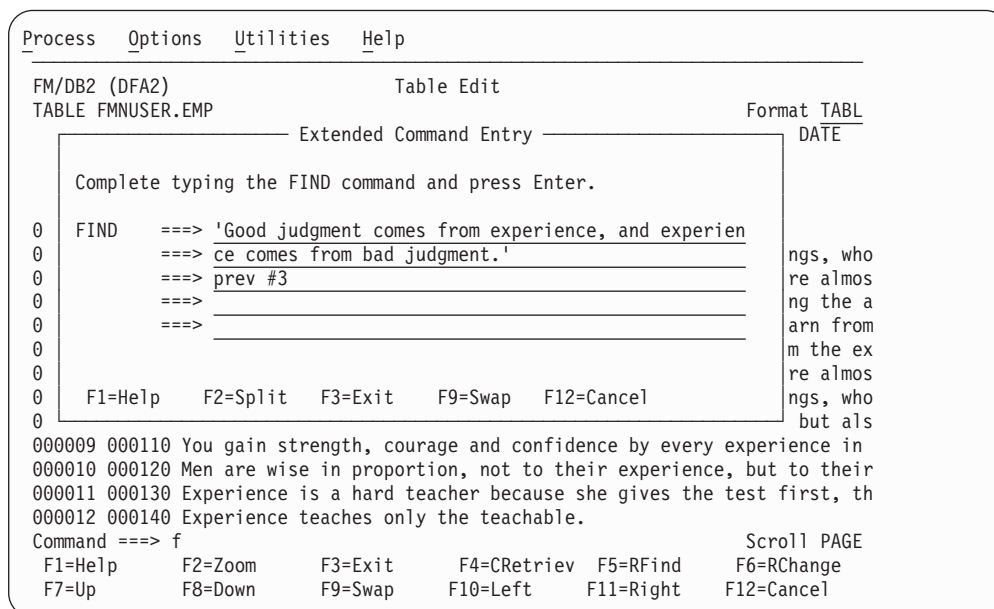 Process Options Utilities Help
FM/DB2 (DFA2) Table Edit
TABLE FMNUSER.EMP Format TABL
Extended Command Entry DATE
Complete typing the FIND command and press Enter.
0 FIND ===> 'Good judgment comes from experience, and experien
0 ===> ce comes from bad judgment.' ngs, who
0 ===> prev #3 re almos
0 ===> ng the a
0 ===> arn from
0 m the ex
0 re almos
0 F1=Help F2=Split F3=Exit F9=Swap F12=Cancel ngs, who
0 but als
000009 000110 You gain strength, courage and confidence by every experience in
000010 000120 Men are wise in proportion, not to their experience, but to their
000011 000130 Experience is a hard teacher because she gives the test first, th
000012 000140 Experience teaches only the teachable.
Command ===> f Scroll PAGE
F1=Help F2=Zoom F3=Exit F4=CRetriev F5=RFind F6=RChange
F7=Up F8=Down F9=Swap F10=Left F11=Right F12=Cancel